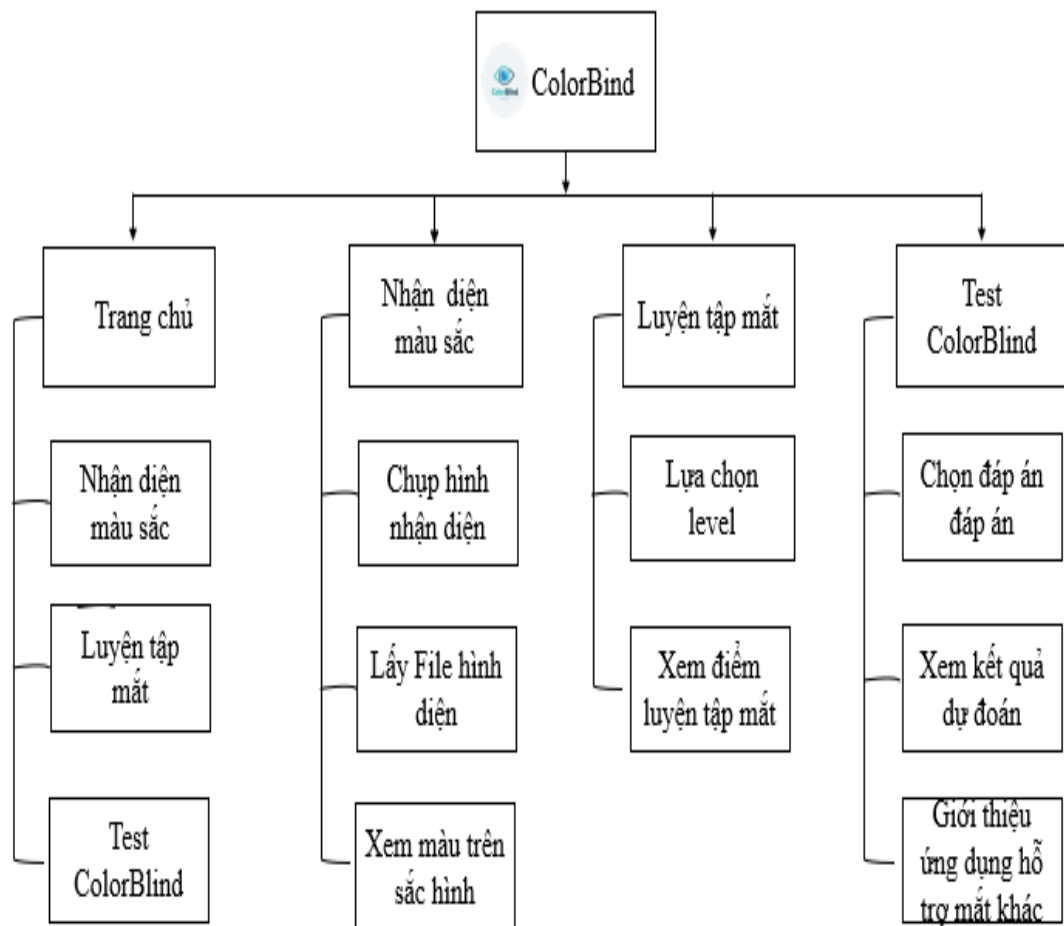 ColorBlind
ColorBind
Trang chủ
Nhận diện
màu sắc
Luyện tập
mắt
Test
ColorBlind
Nhận diện
màu sắc
Chụp hình
nhận diện
Lấy File hình
diện
Xem màu trên
sắc hình
Luyện tập mắt
Lựa chọn
level
Xem điểm
luyện tập mắt
Test
ColorBlind
Chọn đáp án
đáp án
Xem kết quả
dự đoán
Giới thiệu
ứng dụng hỗ
trợ mắt khác